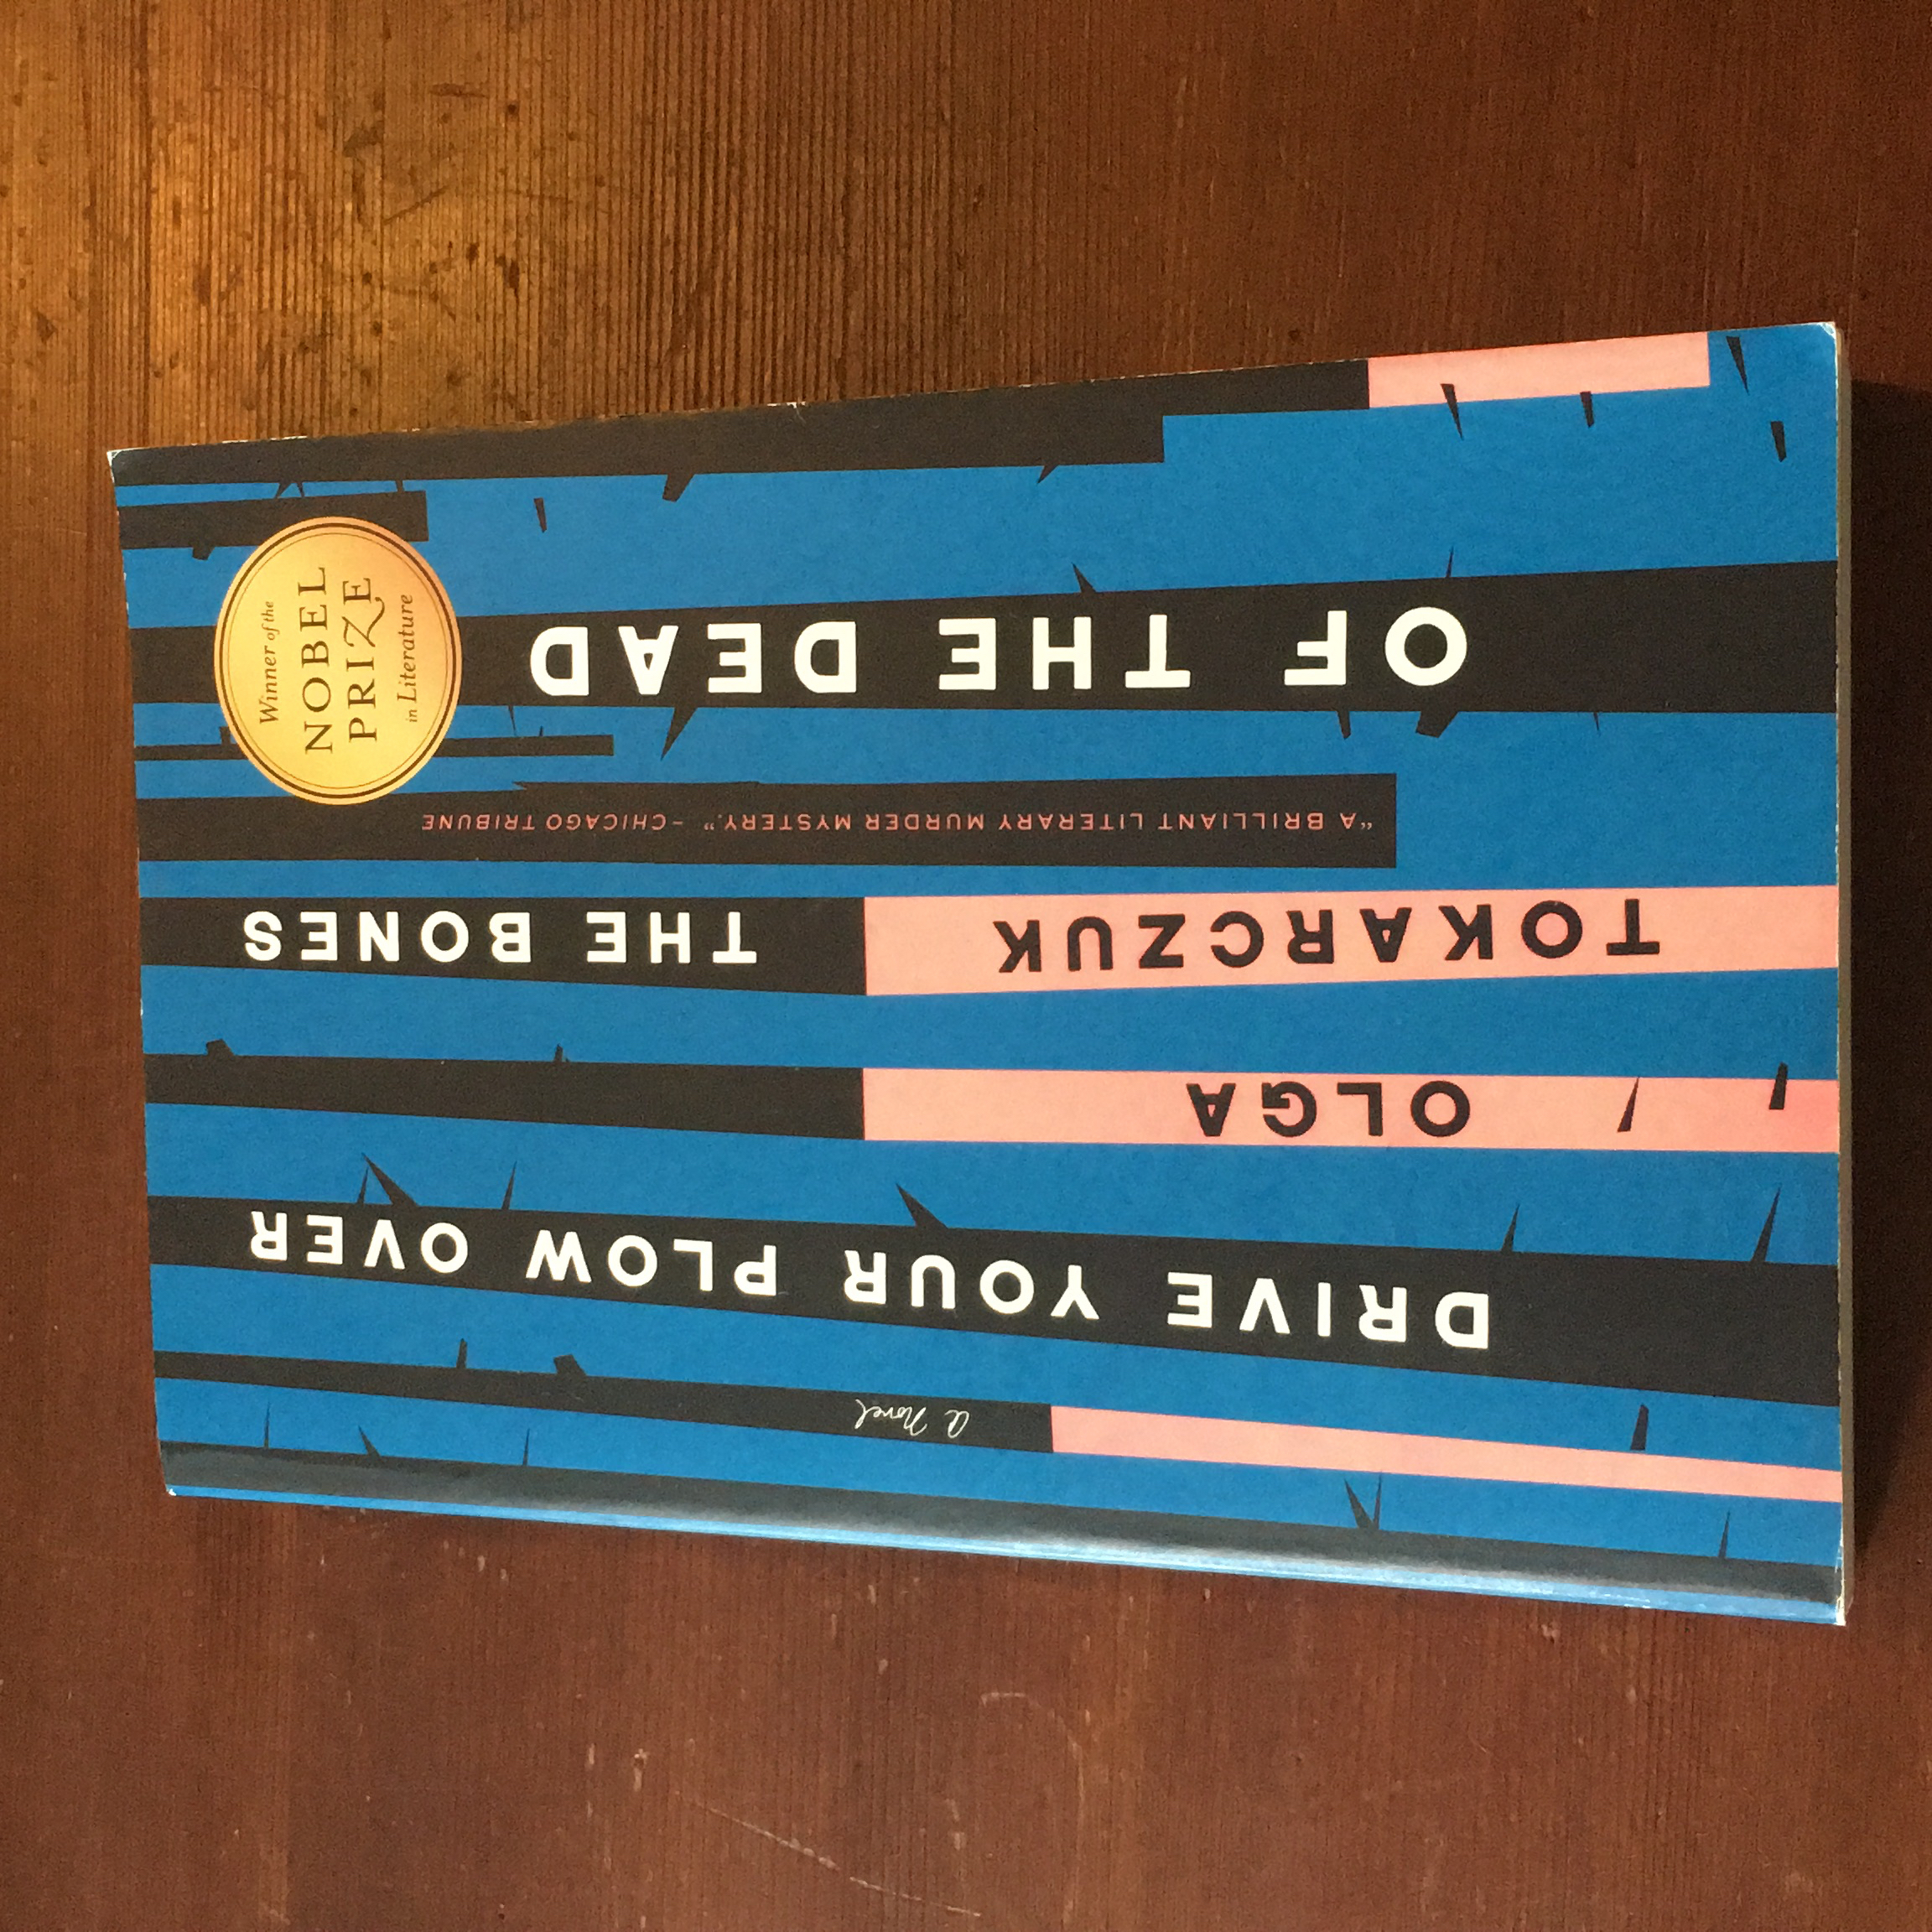 DRIVE YOUR PLOW OVER
THE BONES
OF THE DEAD
a Novel
OLGA
TOKARCZUK
"A BRILLIANT LITERARY MURDER MYSTERY." –CHICAGO TRIBUNE
Winner of the
NOBEL
PRIZE
in Literature